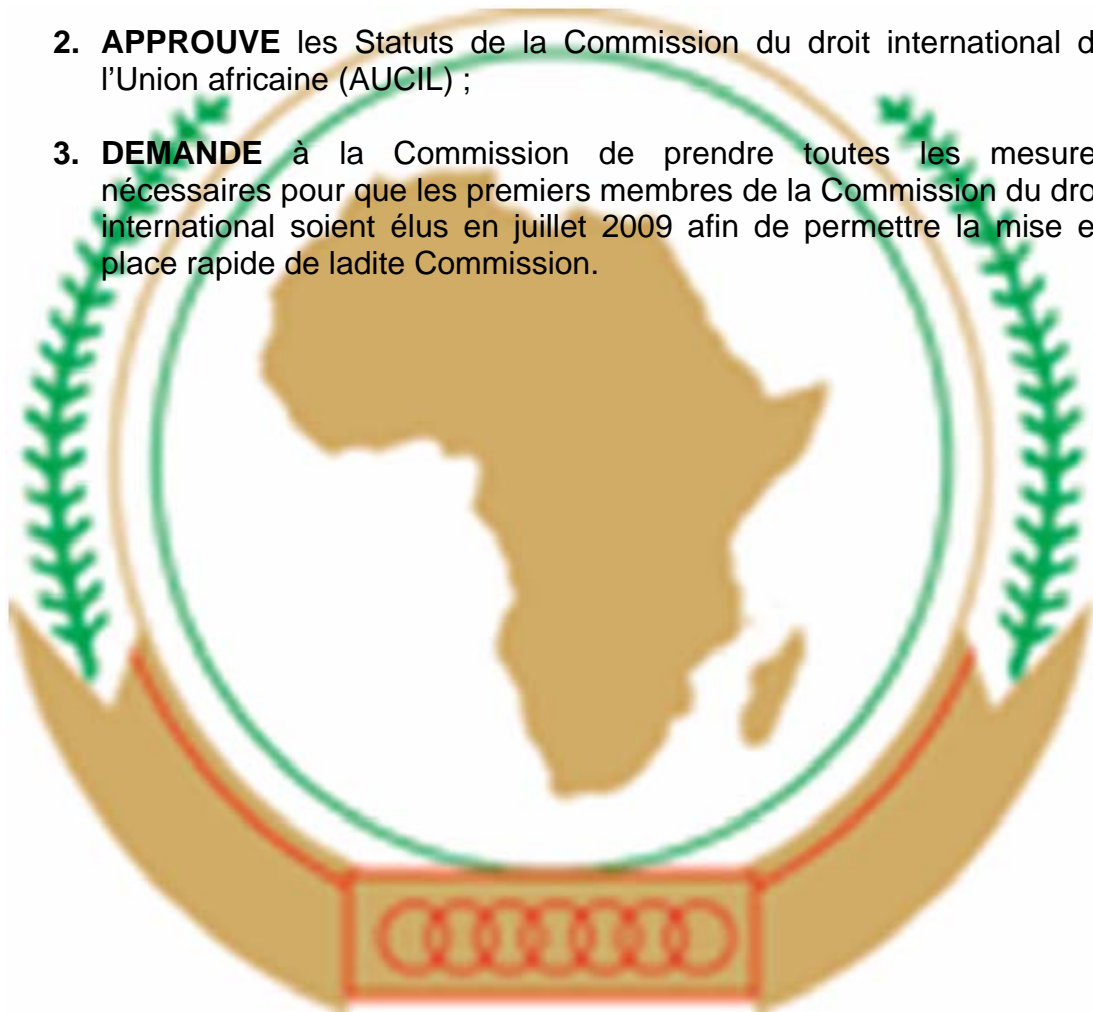 2. APPROUVE les Statuts de la Commission du droit international d
l'Union africaine (AUCIL) ;
3. DEMANDE à la Commission de prendre toutes les mesure
nécessaires pour que les premiers membres de la Commission du dro
international soient élus en juillet 2009 afin de permettre la mise e
place rapide de ladite Commission.